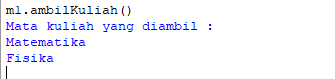 m1.ambilKuliah()
Mata kuliah yang diambil :
Matematika
Fisika